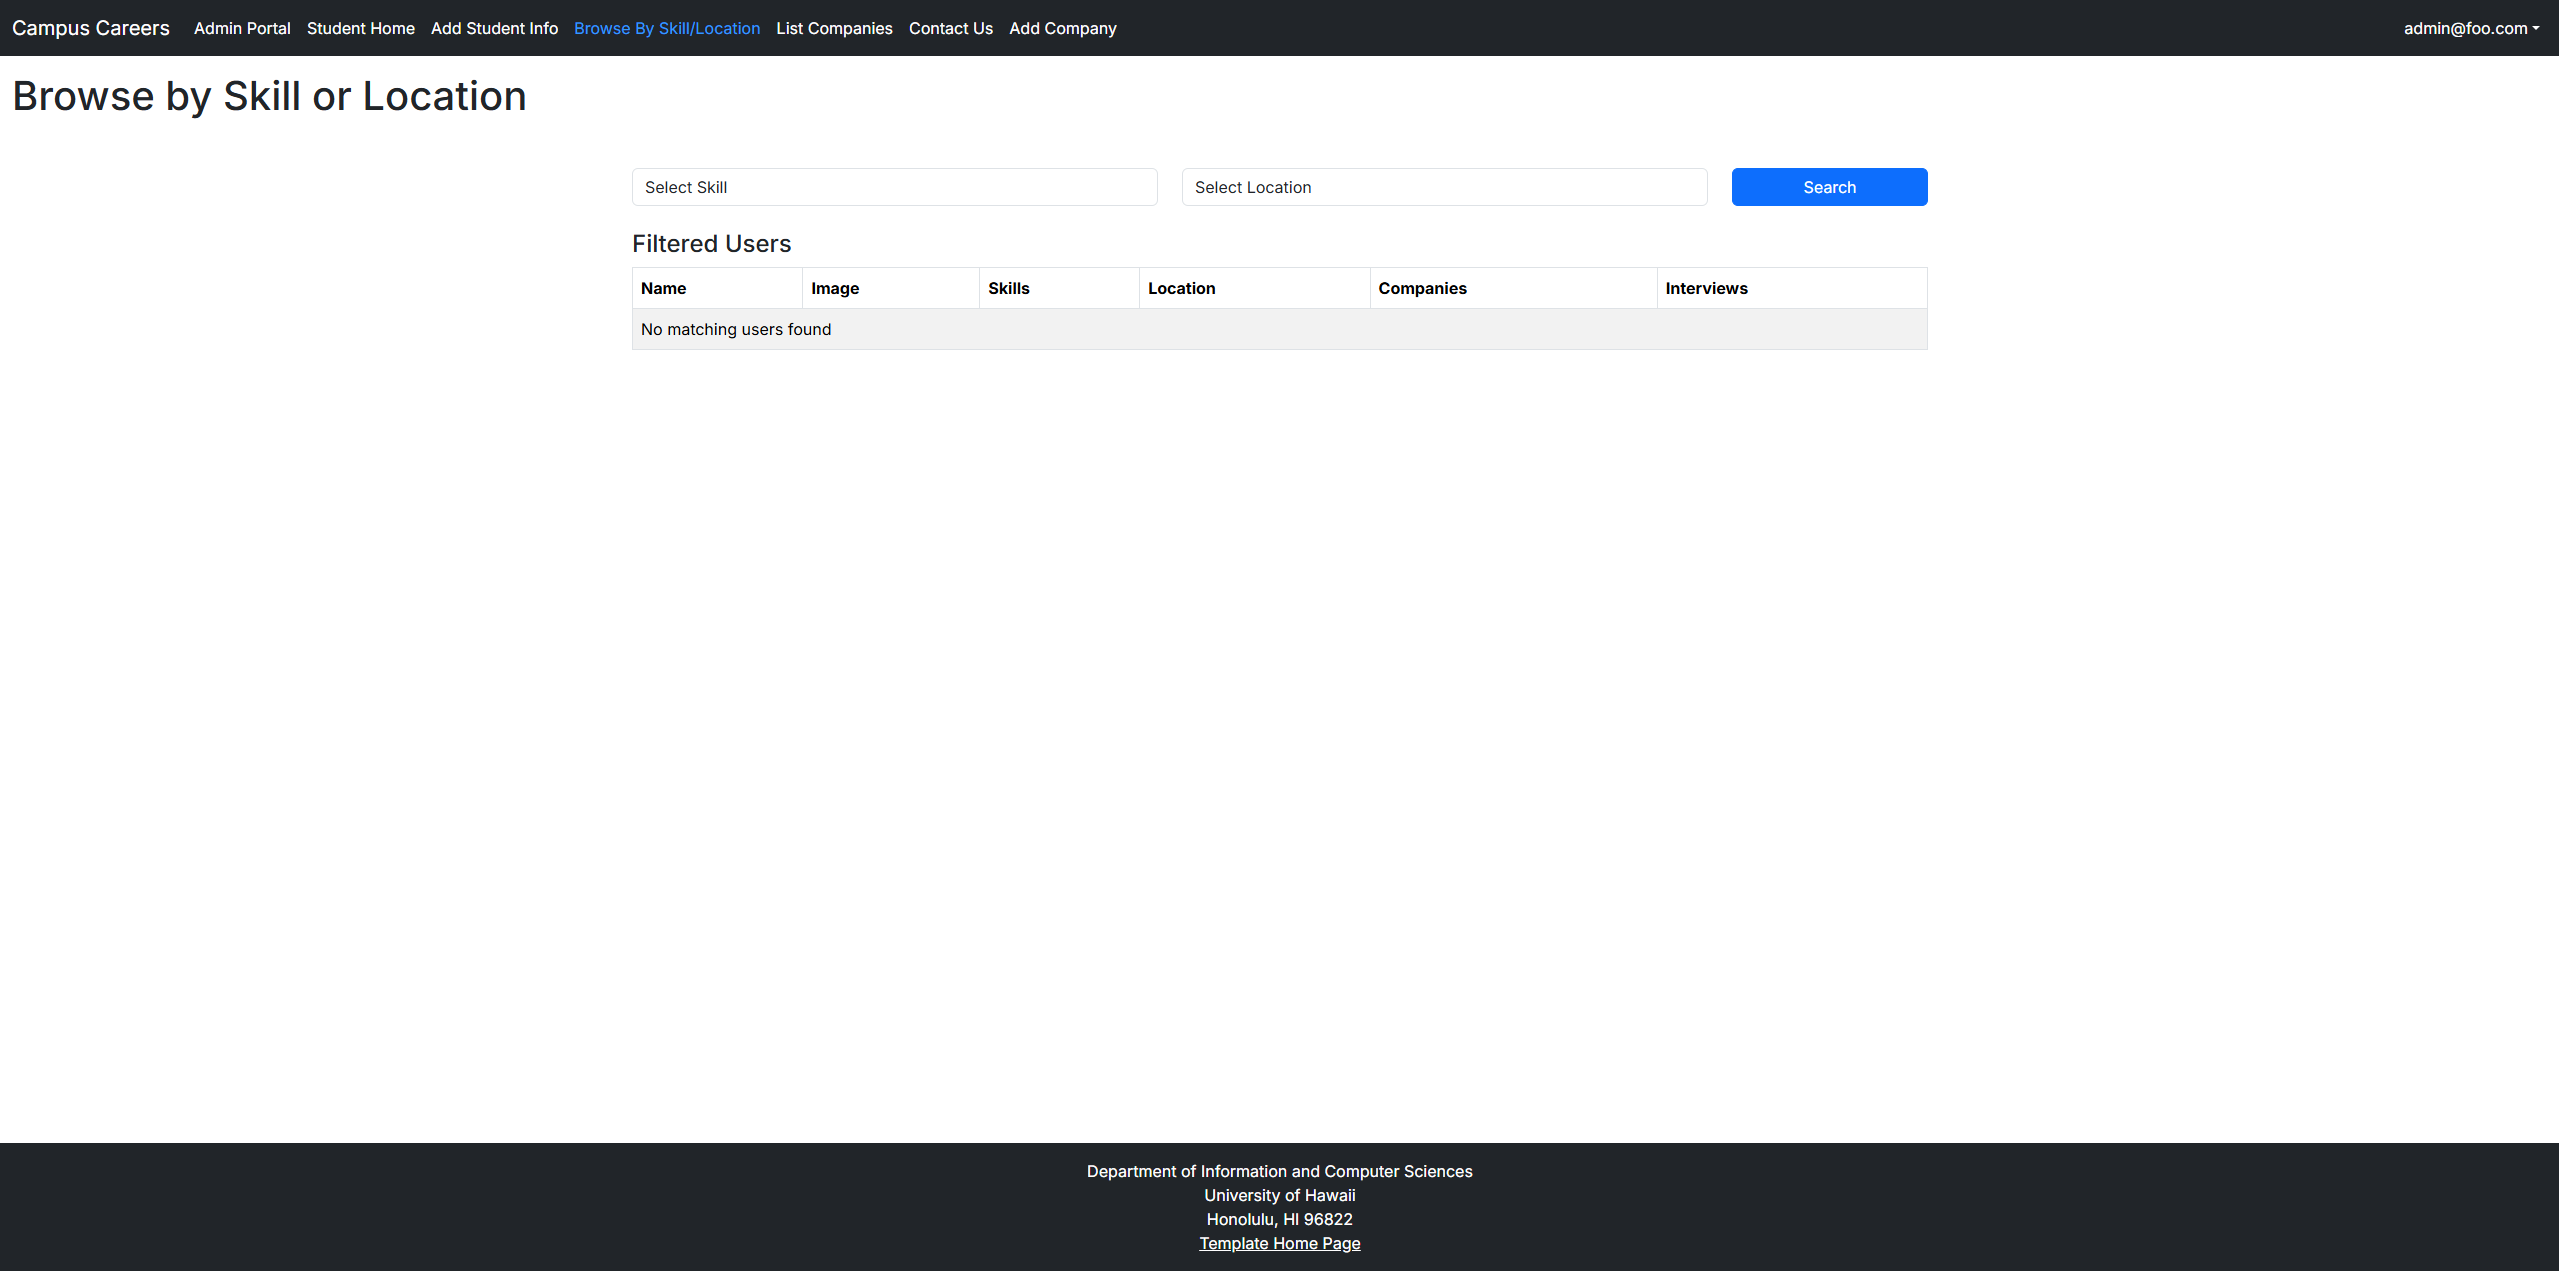 Campus Careers Admin Portal Student Home Add Student Info Browse By Skill/Location List Companies Contact Us Add Company admin@foo.com
Browse by Skill or Location
Select Skill Select Location Search
Filtered Users
Name Image Skills Location Companies Interviews
No matching users found
Department of Information and Computer Sciences
University of Hawaii
Honolulu, HI 96822
Template Home Page